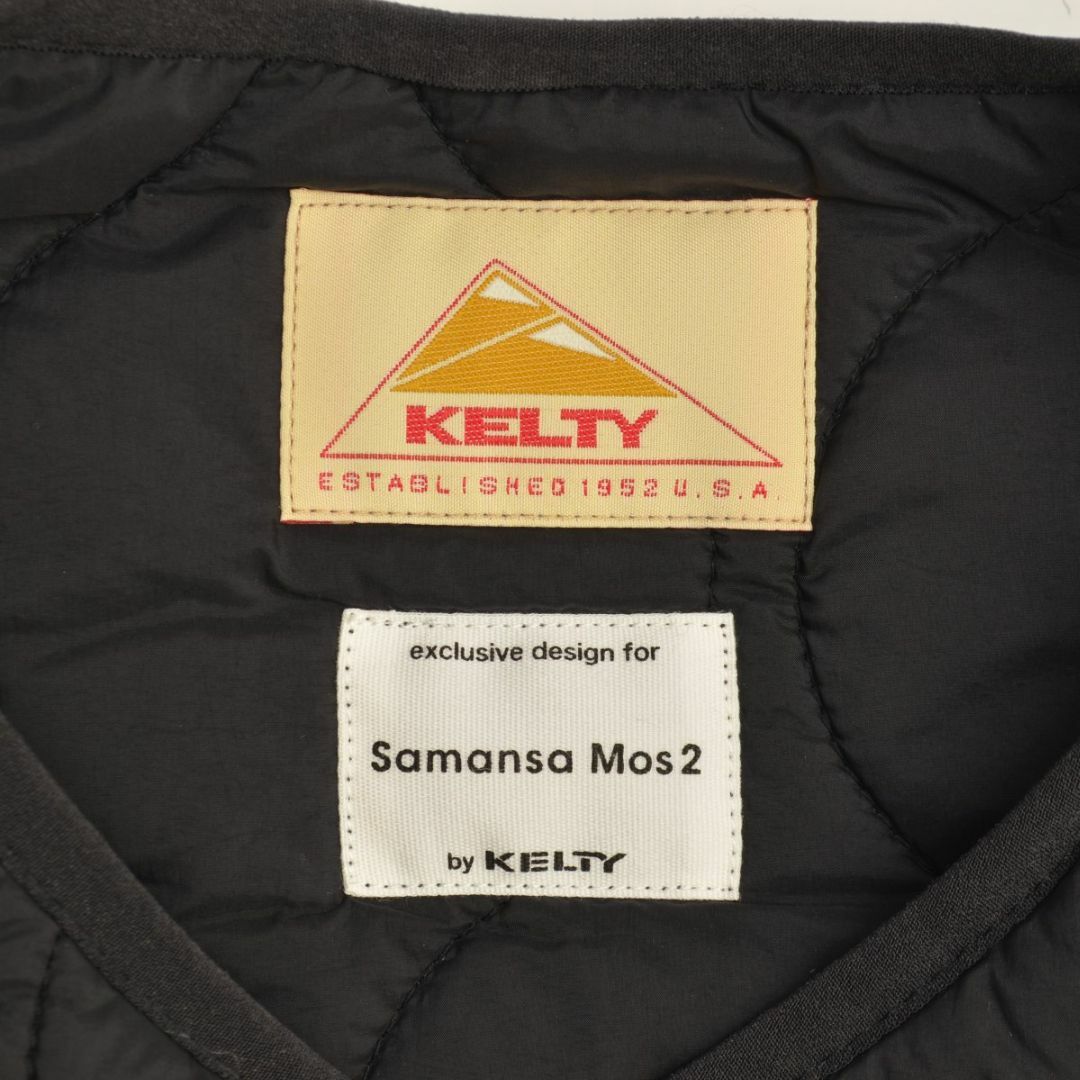 KELTY
ESTABLISHED 1952 U.S.A.
exclusive design for
Samansa Mos2
by KELTY